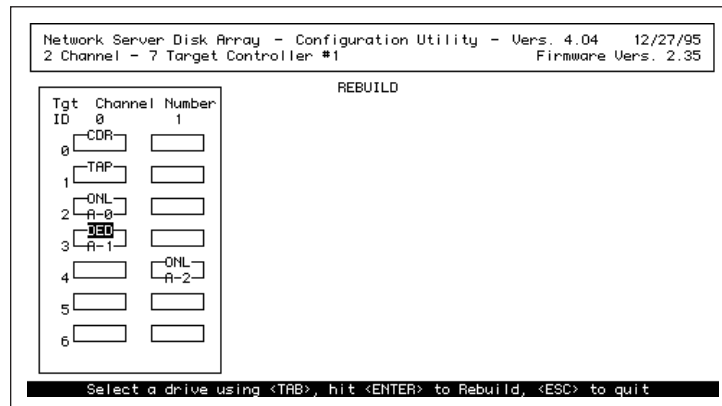 Network Server Disk Array - Configuration Utility - Vers. 4.04 12/27/95
2 Channel - 7 Target Controller #1 Firmware Vers. 2.35
REBUILD
Tgt Channel Number
ID 0 1
CDR
0
TAP
1
ONL
2 A-0
DED
3 A-1
ONL
4 A-2
5
6
Select a drive using <TAB>, hit <ENTER> to Rebuild, <ESC> to quit